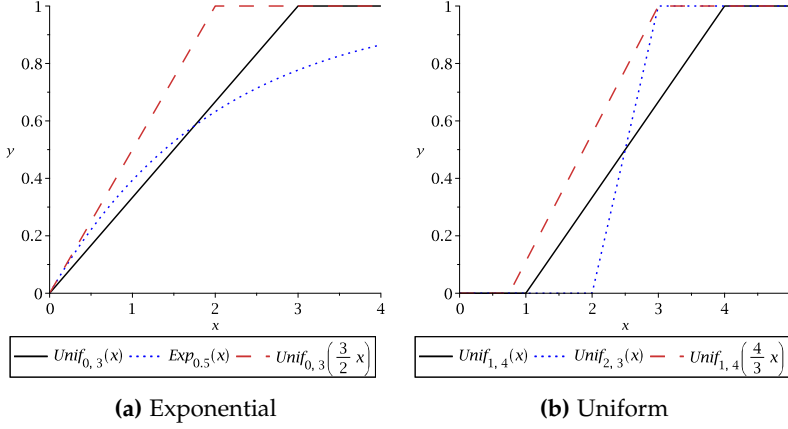 1
0.8
0.6
y
0.4
0.2
0
0 1 2 3 4
x
Unif0, 3(x) Exp0.5(x) Unif0, 3(3/2 x)
(a) Exponential
1
0.8
0.6
y
0.4
0.2
0
0 1 2 3 4
x
Unif1, 4(x) Unif2, 3(x) Unif1, 4(4/3 x)
(b) Uniform